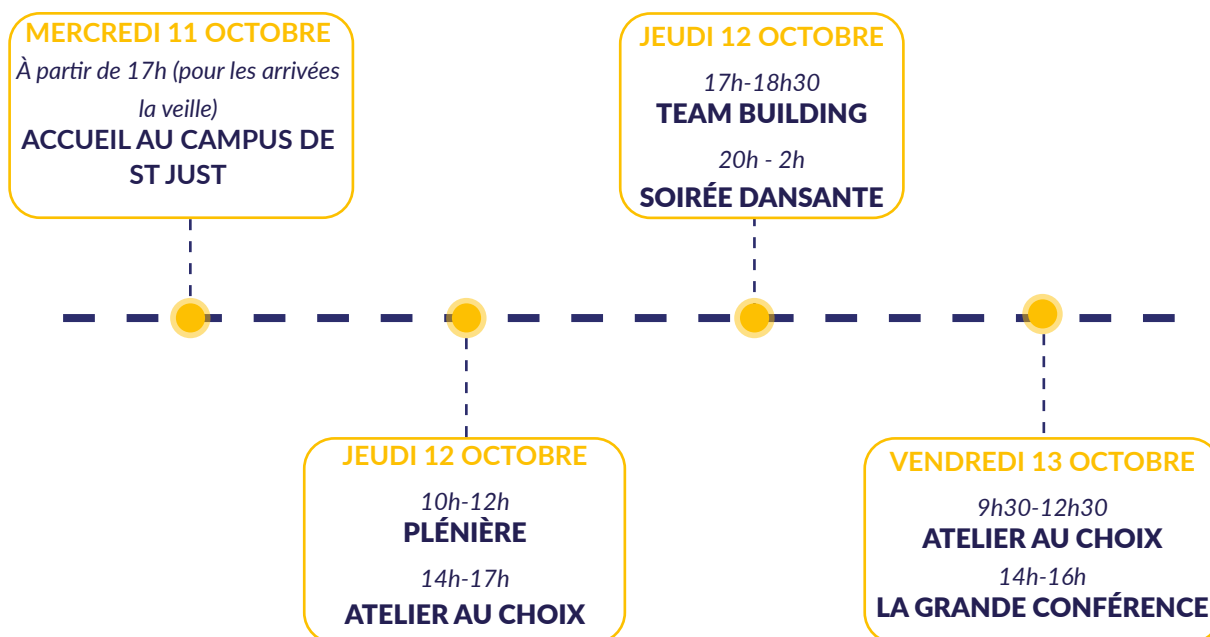 MERCREDI 11 OCTOBRE
À partir de 17h (pour les arrivées
la veille)
ACCUEIL AU CAMPUS DE
ST JUST
JEUDI 12 OCTOBRE
10h-12h
PLÉNIÈRE
14h-17h
ATELIER AU CHOIX
JEUDI 12 OCTOBRE
17h-18h30
TEAM BUILDING
20h - 2h
SOIRÉE DANSANTE
VENDREDI 13 OCTOBRE
9h30-12h30
ATELIER AU CHOIX
14h-16h
LA GRANDE CONFÉRENCE